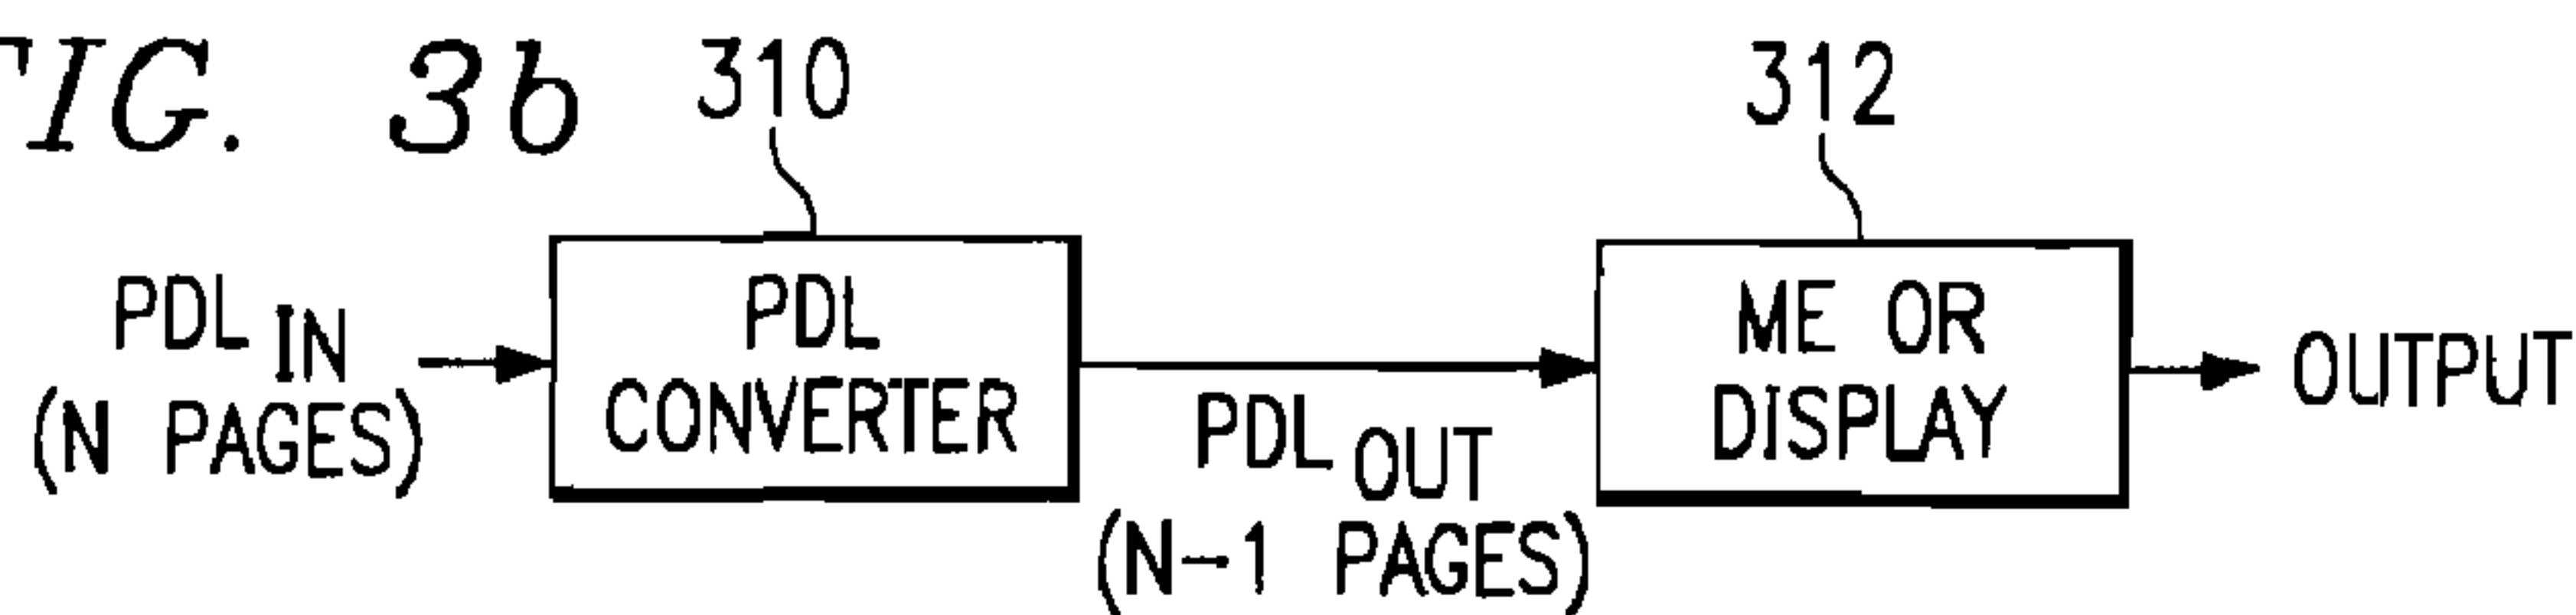 FIG. 3b
310
312
PDL IN
(N PAGES)
PDL
CONVERTER
PDL OUT
(N-1 PAGES)
ME OR
DISPLAY
OUTPUT